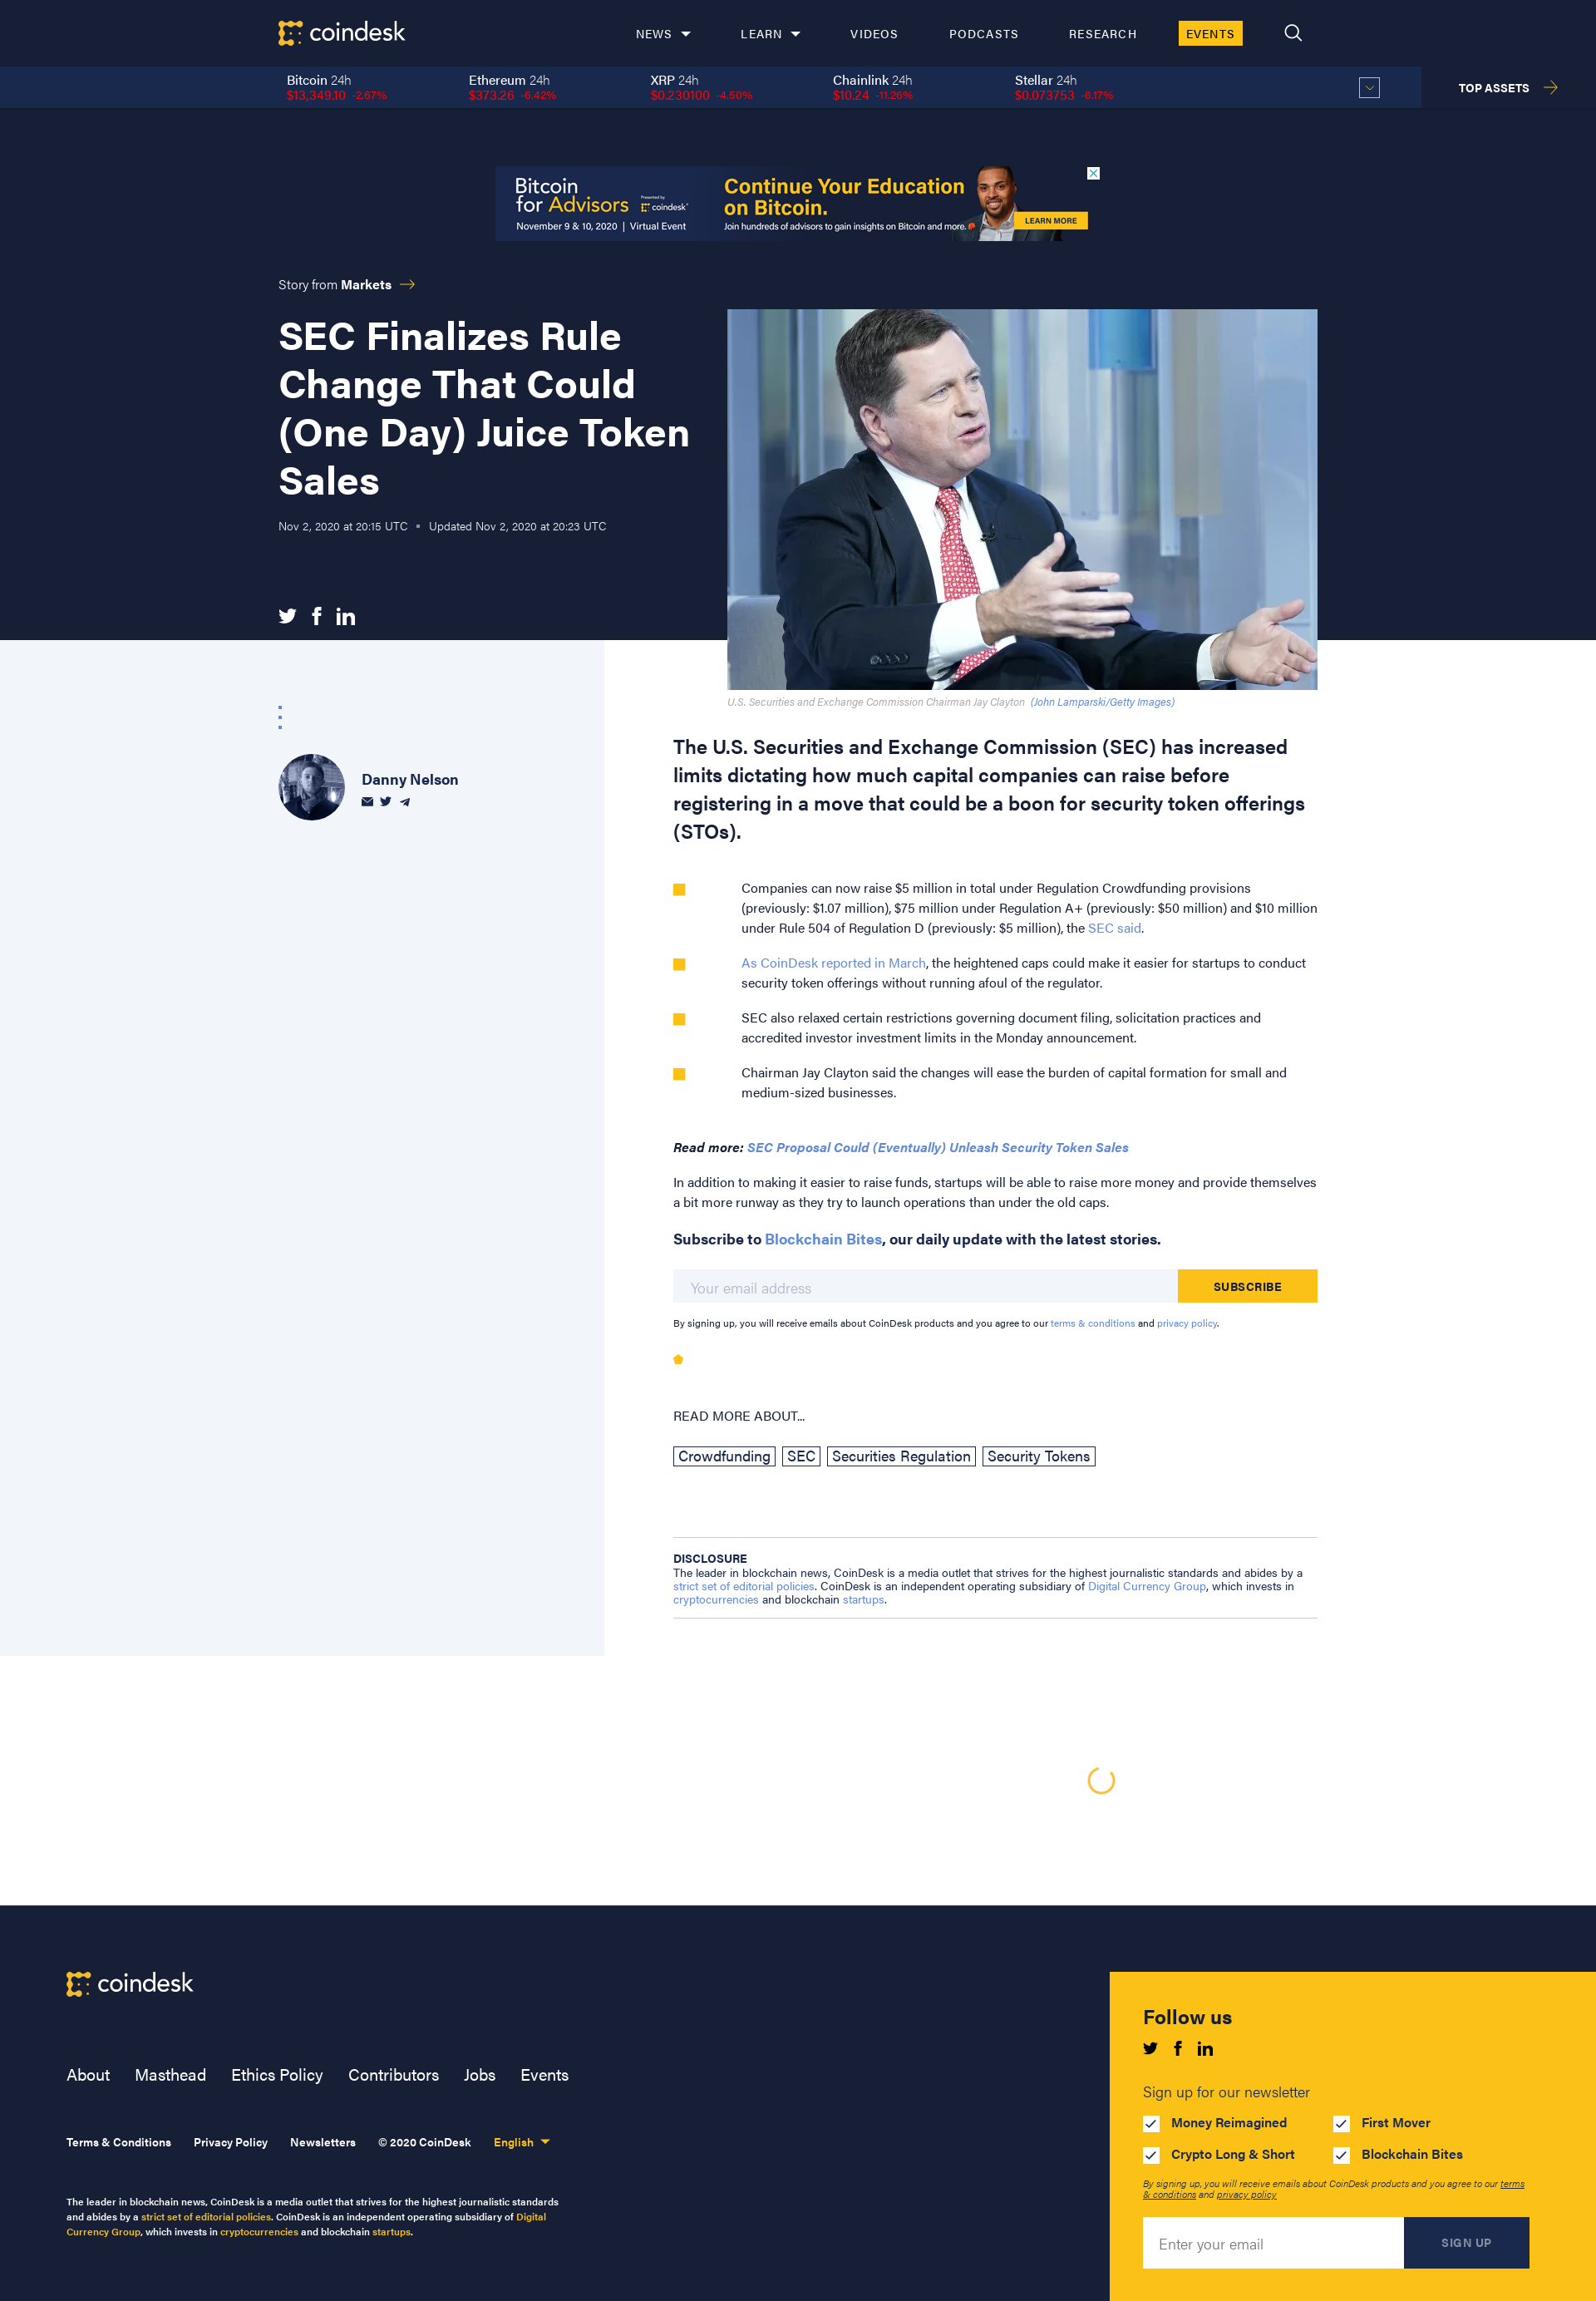 coindesk
NEWS
LEARN
VIDEOS
PODCASTS
RESEARCH
EVENTS
Bitcoin 24h
$13,349.10 -2.67%
Ethereum 24h
$373.26 -6.42%
XRP 24h
$0.230100 -4.50%
Chainlink 24h
$10.24 -11.26%
Stellar 24h
$0.073753 -6.17%
TOP ASSETS
Bitcoin
for Advisors
Presented by
coindesk
November 9 & 10, 2020 | Virtual Event
Continue Your Education
on Bitcoin.
Join hundreds of advisors to gain insights on Bitcoin and more.
LEARN MORE
Story from Markets
SEC Finalizes Rule
Change That Could
(One Day) Juice Token
Sales
Nov 2, 2020 at 20:15 UTC ▪ Updated Nov 2, 2020 at 20:23 UTC
U.S. Securities and Exchange Commission Chairman Jay Clayton (John Lamparski/Getty Images)
Danny Nelson
The U.S. Securities and Exchange Commission (SEC) has increased
limits dictating how much capital companies can raise before
registering in a move that could be a boon for security token offerings
(STOs).
Companies can now raise $5 million in total under Regulation Crowdfunding provisions
(previously: $1.07 million), $75 million under Regulation A+ (previously: $50 million) and $10 million
under Rule 504 of Regulation D (previously: $5 million), the SEC said.
As CoinDesk reported in March, the heightened caps could make it easier for startups to conduct
security token offerings without running afoul of the regulator.
SEC also relaxed certain restrictions governing document filing, solicitation practices and
accredited investor investment limits in the Monday announcement.
Chairman Jay Clayton said the changes will ease the burden of capital formation for small and
medium-sized businesses.
Read more: SEC Proposal Could (Eventually) Unleash Security Token Sales
In addition to making it easier to raise funds, startups will be able to raise more money and provide themselves
a bit more runway as they try to launch operations than under the old caps.
Subscribe to Blockchain Bites, our daily update with the latest stories.
Your email address
SUBSCRIBE
By signing up, you will receive emails about CoinDesk products and you agree to our terms & conditions and privacy policy.
READ MORE ABOUT...
Crowdfunding
SEC
Securities Regulation
Security Tokens
DISCLOSURE
The leader in blockchain news, CoinDesk is a media outlet that strives for the highest journalistic standards and abides by a
strict set of editorial policies. CoinDesk is an independent operating subsidiary of Digital Currency Group, which invests in
cryptocurrencies and blockchain startups.
coindesk
About
Masthead
Ethics Policy
Contributors
Jobs
Events
Terms & Conditions
Privacy Policy
Newsletters
© 2020 CoinDesk
English
The leader in blockchain news, CoinDesk is a media outlet that strives for the highest journalistic standards
and abides by a strict set of editorial policies. CoinDesk is an independent operating subsidiary of Digital
Currency Group, which invests in cryptocurrencies and blockchain startups.
Follow us
Sign up for our newsletter
Money Reimagined
First Mover
Crypto Long & Short
Blockchain Bites
By signing up, you will receive emails about CoinDesk products and you agree to our terms
& conditions and privacy policy
Enter your email
SIGN UP